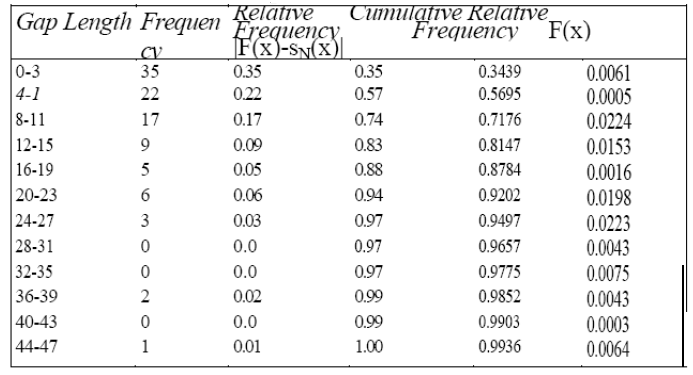 Gap Length Frequen Relative Cumulative Relative
cy Frequency Frequency F(x)
|F(x)-sN(x)|
0-3 35 0.35 0.35 0.3439 0.0061
4-1 22 0.22 0.57 0.5695 0.0005
8-11 17 0.17 0.74 0.7176 0.0224
12-15 9 0.09 0.83 0.8147 0.0153
16-19 5 0.05 0.88 0.8784 0.0016
20-23 6 0.06 0.94 0.9202 0.0198
24-27 3 0.03 0.97 0.9497 0.0223
28-31 0 0.0 0.97 0.9657 0.0043
32-35 0 0.0 0.97 0.9775 0.0075
36-39 2 0.02 0.99 0.9852 0.0043
40-43 0 0.0 0.99 0.9903 0.0003
44-47 1 0.01 1.00 0.9936 0.0064